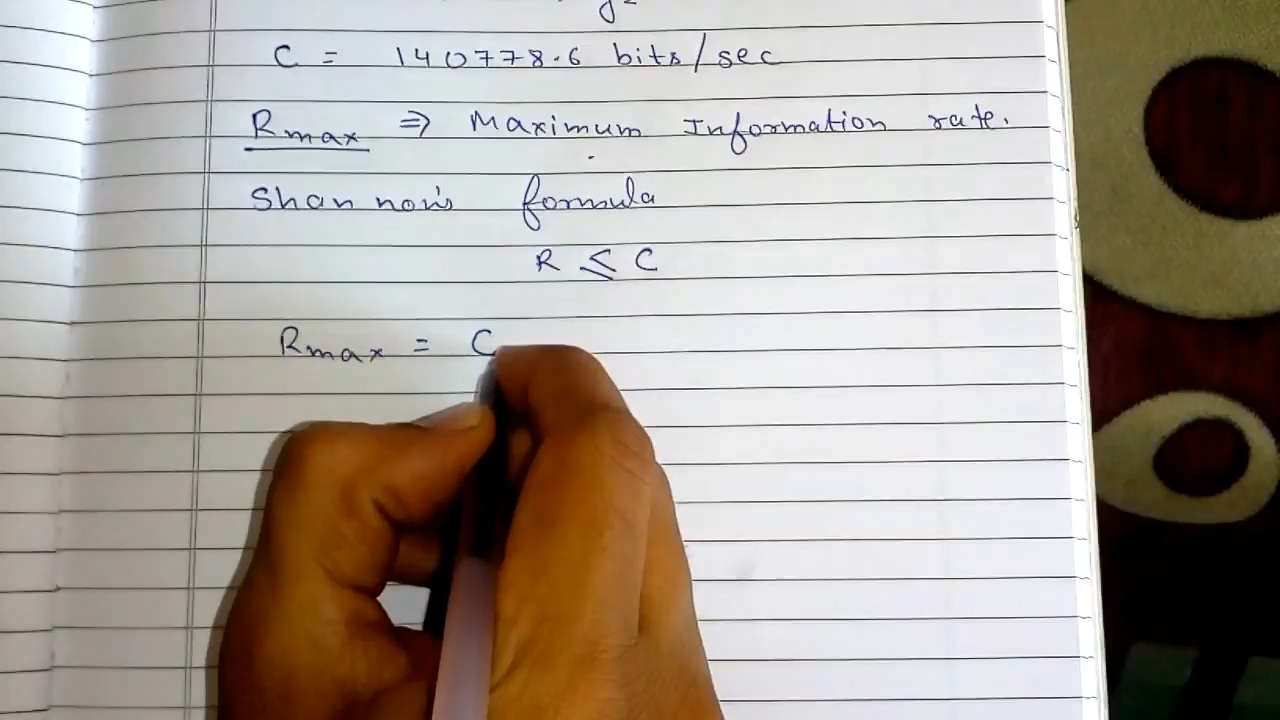 C = 140778.6 bits/sec
Rmax ⇒ Maximum Information rate.
Shannon's formula
R ≤ C
Rmax = C